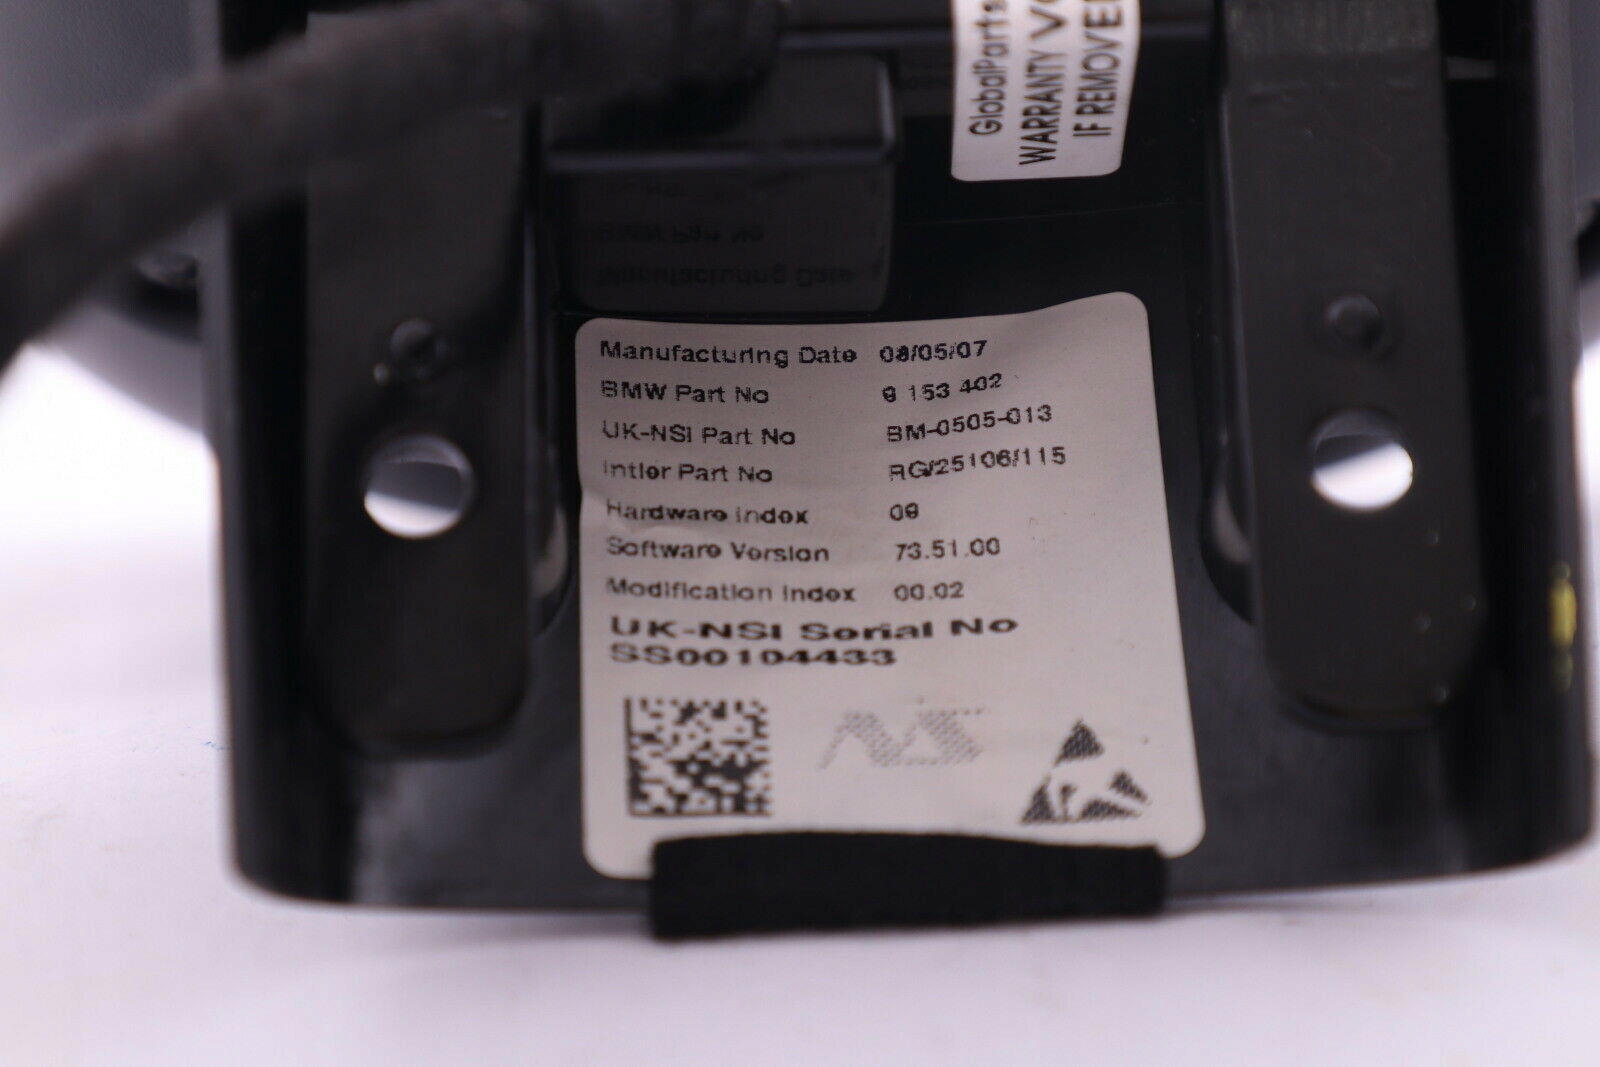 GlobalParts
WARRANTY VO
IF REMOVE
Manufacturing Date 08/05/07
BMW Part No 9 153 402
UK-NSI Part No BM-0505-013
Intier Part No RG/25106/115
Hardware Index 08
Software Version 73.51.00
Modification Index 00.02
UK-NSI Serial No
SS00104433
NS